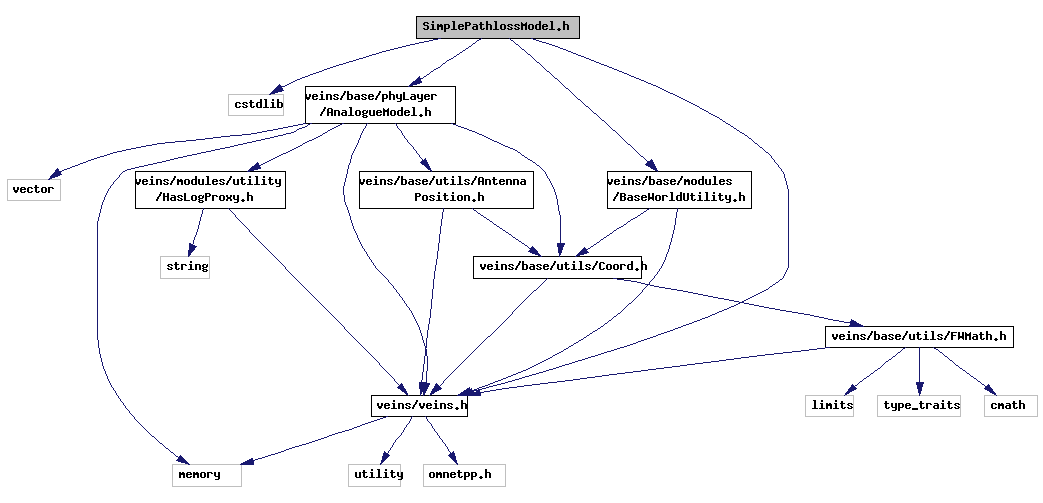 SimplePathlossModel.h
cstdlib
veins/base/phyLayer
/AnalogueModel.h
vector
veins/modules/utility
/HasLogProxy.h
veins/base/utils/Antenna
Position.h
veins/base/modules
/BaseWorldUtility.h
string
veins/base/utils/Coord.h
veins/base/utils/FWMath.h
veins/veins.h
limits
type_traits
cmath
memory
utility
omnetpp.h